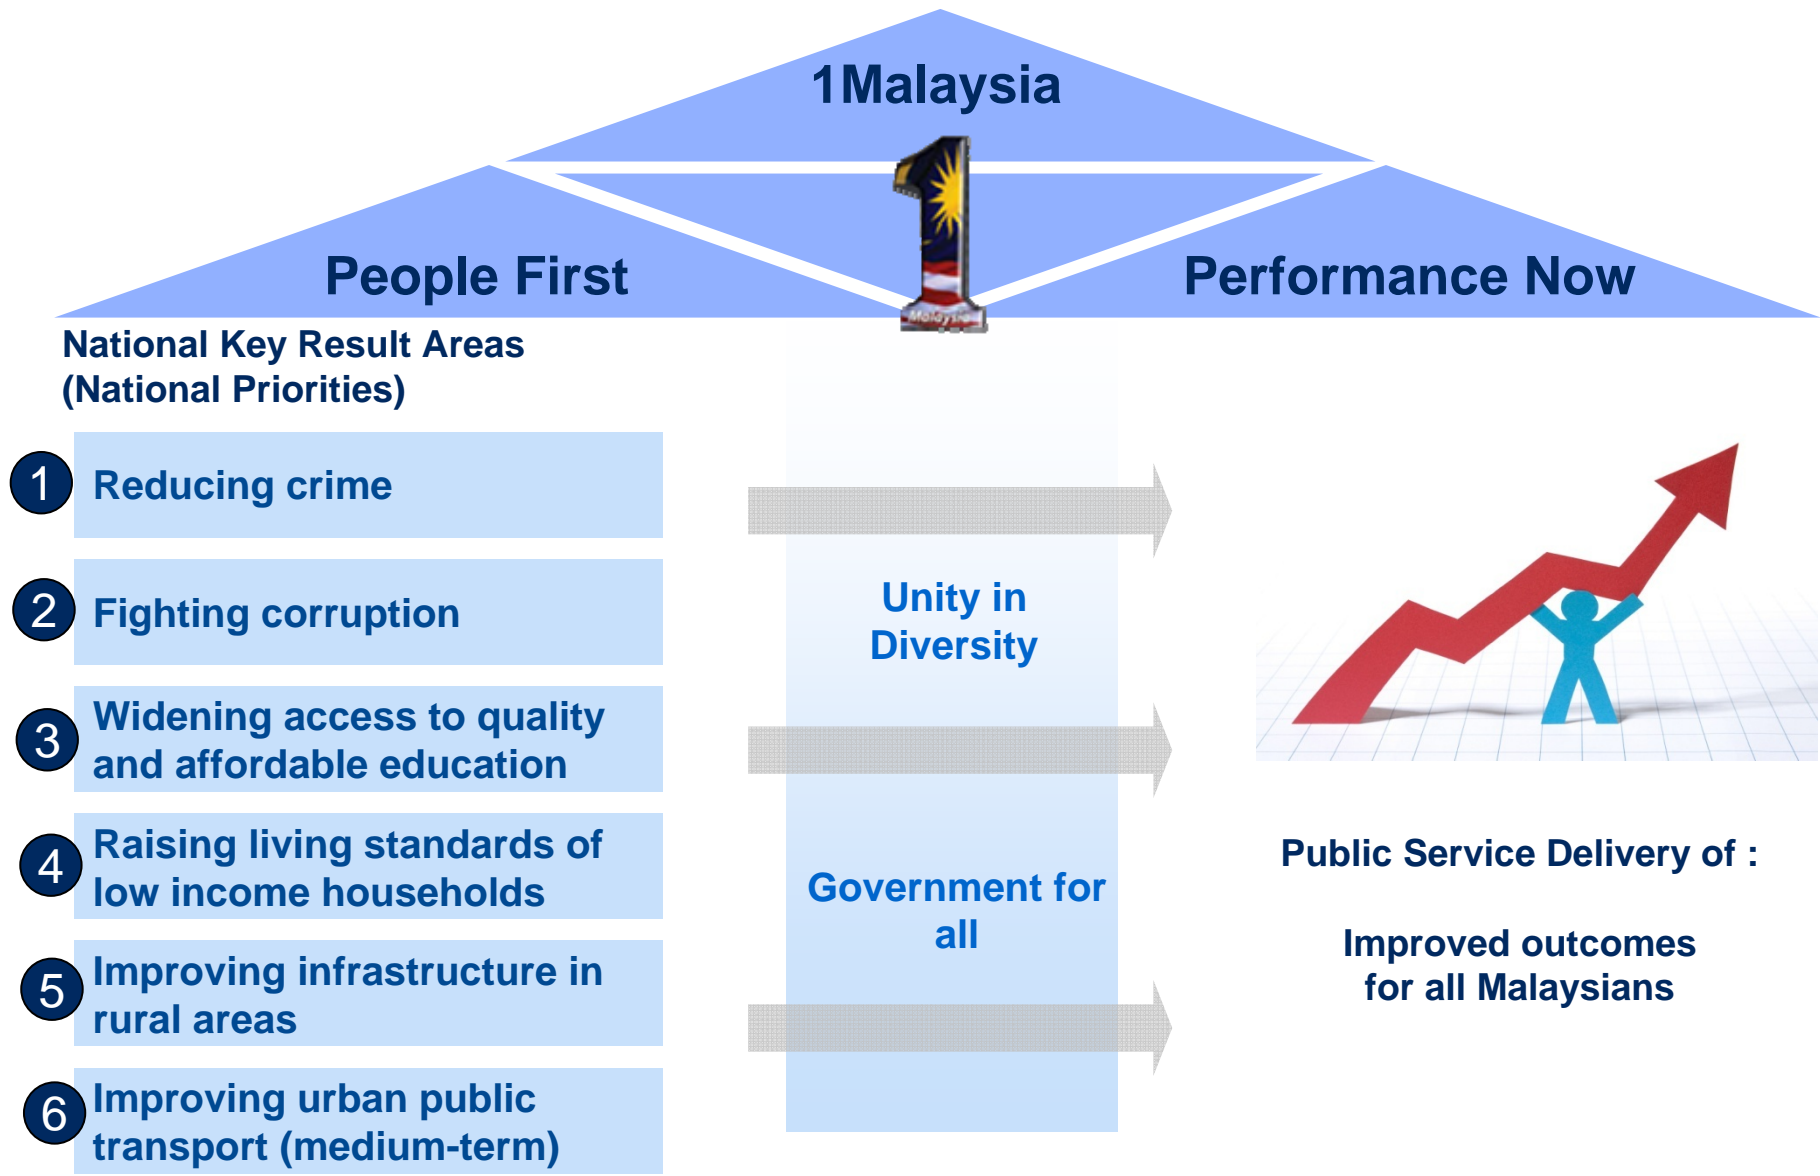 1Malaysia
People First
Performance Now
Malaysia
National Key Result Areas
(National Priorities)
1
Reducing crime
2
Fighting corruption
3
Widening access to quality
and affordable education
4
Raising living standards of
low income households
5
Improving infrastructure in
rural areas
6
Improving urban public
transport (medium-term)
Unity in
Diversity
Government for
all
Public Service Delivery of :
Improved outcomes
for all Malaysians